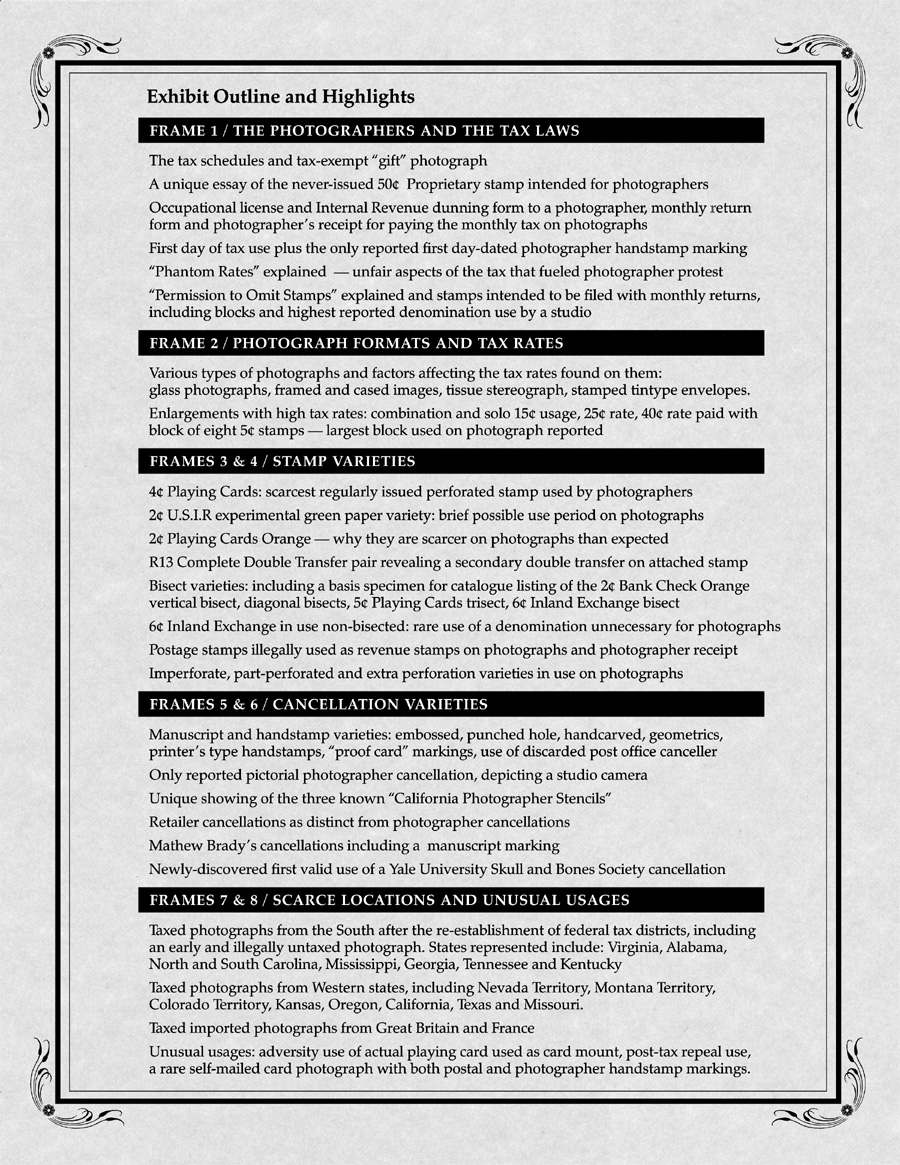 Exhibit Outline and Highlights
FRAME 1 / THE PHOTOGRAPHERS AND THE TAX LAWS
The tax schedules and tax-exempt “gift” photograph
A unique essay of the never-issued 50¢  Proprietary stamp intended for photographers
Occupational license and Internal Revenue dunning form to a photographer, monthly return
form and photographer’s receipt for paying the monthly tax on photographs
First day of tax use plus the only reported first day-dated photographer handstamp marking
“Phantom Rates” explained  — unfair aspects of the tax that fueled photographer protest
“Permission to Omit Stamps” explained and stamps intended to be filed with monthly returns,
including blocks and highest reported denomination use by a studio
FRAME 2 / PHOTOGRAPH FORMATS AND TAX RATES
Various types of photographs and factors affecting the tax rates found on them:
glass photographs, framed and cased images, tissue stereograph, stamped tintype envelopes.
Enlargements with high tax rates: combination and solo 15¢ usage, 25¢ rate, 40¢ rate paid with
block of eight 5¢ stamps — largest block used on photograph reported
FRAMES 3 & 4 / STAMP VARIETIES
4¢ Playing Cards: scarcest regularly issued perforated stamp used by photographers
2¢ U.S.I.R experimental green paper variety: brief possible use period on photographs
2¢ Playing Cards Orange — why they are scarcer on photographs than expected
R13 Complete Double Transfer pair revealing a secondary double transfer on attached stamp
Bisect varieties: including a basis specimen for catalogue listing of the 2¢ Bank Check Orange
vertical bisect, diagonal bisects, 5¢ Playing Cards trisect, 6¢ Inland Exchange bisect
6¢ Inland Exchange in use non-bisected: rare use of a denomination unnecessary for photographs
Postage stamps illegally used as revenue stamps on photographs and photographer receipt
Imperforate, part-perforated and extra perforation varieties in use on photographs
FRAMES 5 & 6 / CANCELLATION VARIETIES
Manuscript and handstamp varieties: embossed, punched hole, handcarved, geometrics,
printer’s type handstamps, “proof card” markings, use of discarded post office canceller
Only reported pictorial photographer cancellation, depicting a studio camera
Unique showing of the three known “California Photographer Stencils”
Retailer cancellations as distinct from photographer cancellations
Mathew Brady’s cancellations including a  manuscript marking
Newly-discovered first valid use of a Yale University Skull and Bones Society cancellation
FRAMES 7 & 8 / SCARCE LOCATIONS AND UNUSUAL USAGES
Taxed photographs from the South after the re-establishment of federal tax districts, including
an early and illegally untaxed photograph. States represented include: Virginia, Alabama,
North and South Carolina, Mississippi, Georgia, Tennessee and Kentucky
Taxed photographs from Western states, including Nevada Territory, Montana Territory,
Colorado Territory, Kansas, Oregon, California, Texas and Missouri.
Taxed imported photographs from Great Britain and France
Unusual usages: adversity use of actual playing card used as card mount, post-tax repeal use,
a rare self-mailed card photograph with both postal and photographer handstamp markings.